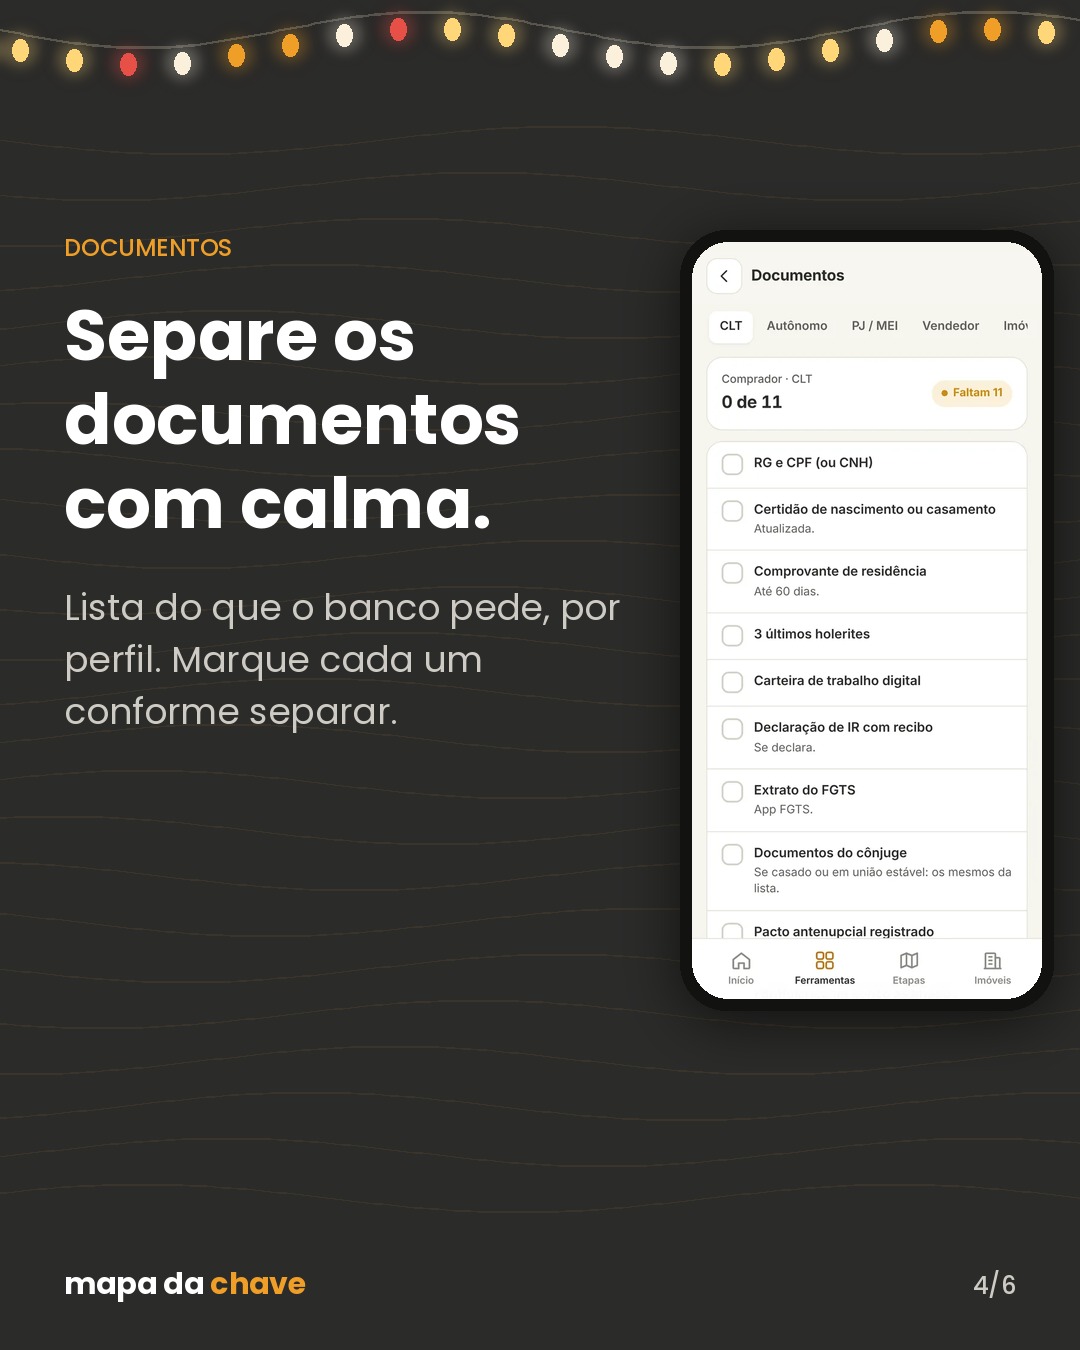 DOCUMENTOS
Separe os
documentos
com calma.
Lista do que o banco pede, por
perfil. Marque cada um
conforme separar.
Documentos
CLT Autônomo PJ / MEI Vendedor
Comprador · CLT
0 de 11
Faltam 11
RG e CPF (ou CNH)
Certidão de nascimento ou casamento
Atualizada.
Comprovante de residência
Até 60 dias.
3 últimos holerites
Carteira de trabalho digital
Declaração de IR com recibo
Se declara.
Extrato do FGTS
App FGTS.
Documentos do cônjuge
Se casado ou em união estável: os mesmos da
lista.
Pacto antenupcial registrado
Início Ferramentas Etapas Imóveis
mapa da chave
4/6